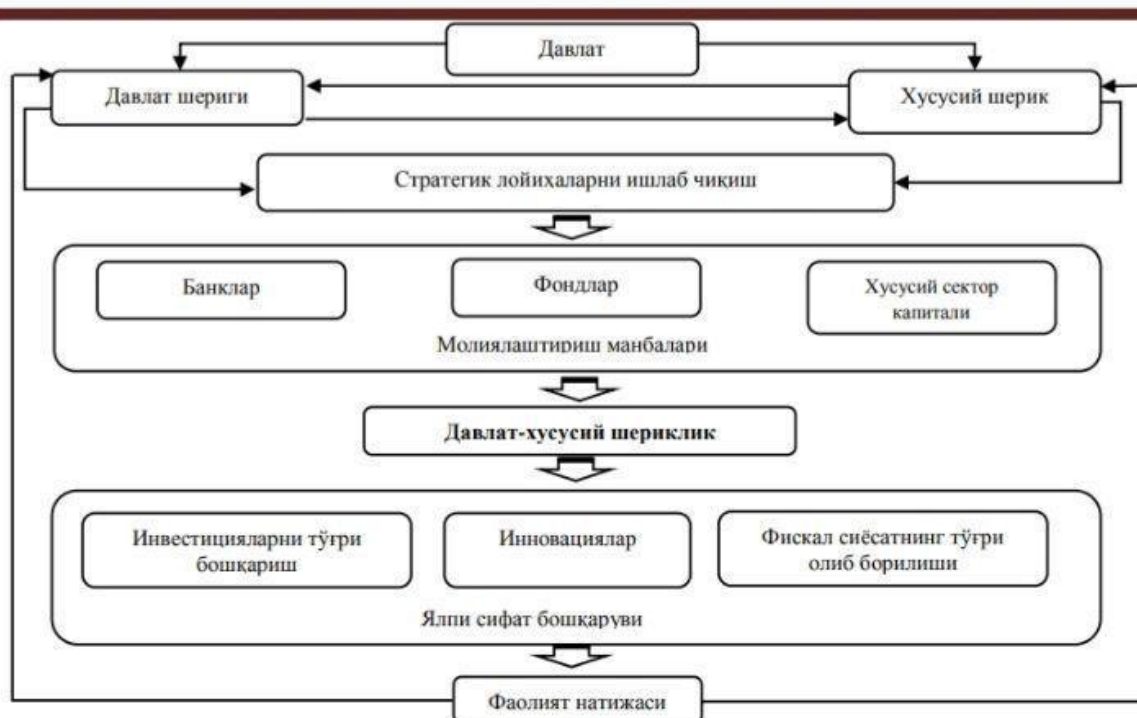 Давлат
Давлат шериги
Хусусий шерик
Стратегик лойиҳаларни ишлаб чиқиш
Банклар
Фондлар
Хусусий сектор
капитали
Молиялаштириш манбалари
Давлат-хусусий шериклик
Инвестицияларни тўғри
бошқариш
Инновациялар
Фискал сиёсатнинг тўғри
олиб борилиши
Ялпи сифат бошқаруви
Фаолият натижаси